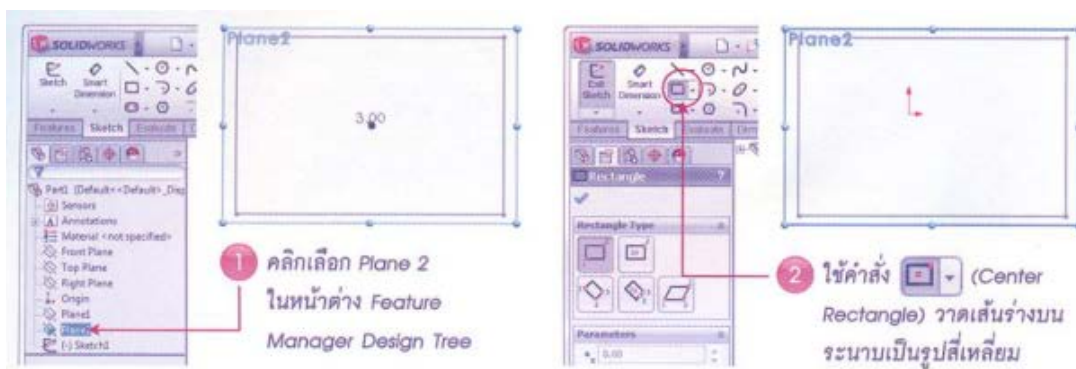 SOLIDWORKS
Sketch
Smart Dimension
Features Sketch Evaluate
Part1 (Default<<Default>_Disp
Sensors
Annotations
Material <not specified>
Front Plane
Top Plane
Right Plane
Origin
Plane1
Plane2
(-) Sketch1
Plane2
3.00
1 คลิกเลือก Plane 2
ในหน้าต่าง Feature
Manager Design Tree
SOLIDWORKS
Exit Sketch
Smart Dimension
Features Sketch Evaluate
Rectangle ?
Rectangle Type
Parameters
0.00
Plane2
2 ใช้คำสั่ง (Center
Rectangle) วาดเส้นร่างบน
ระนาบเป็นรูปสี่เหลี่ยม